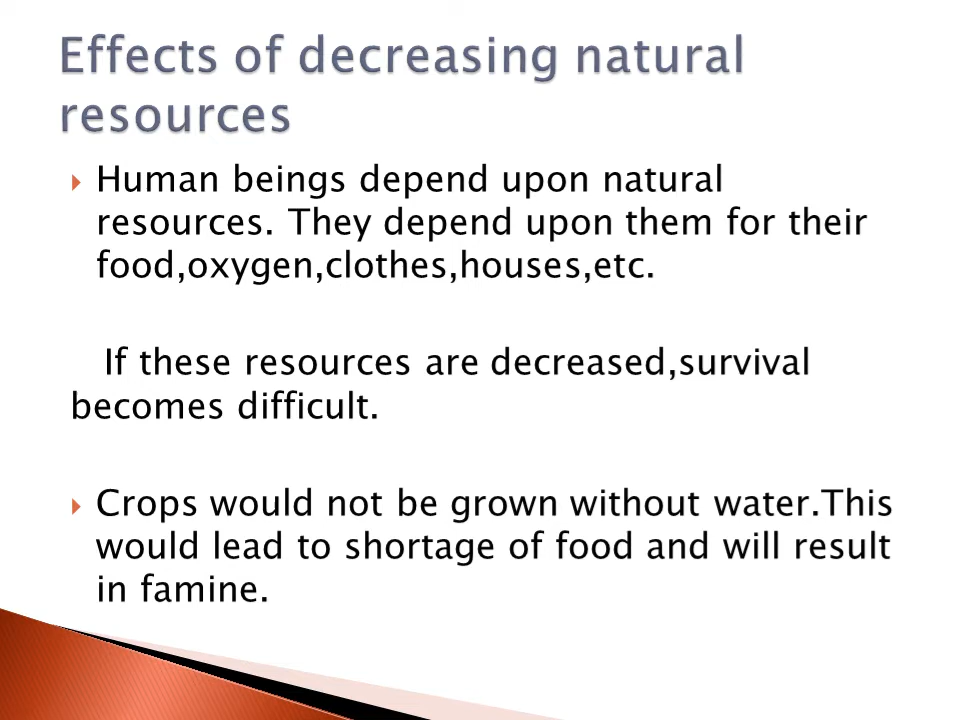 Effects of decreasing natural
resources
Human beings depend upon natural
resources. They depend upon them for their
food,oxygen,clothes,houses,etc.
If these resources are decreased,survival
becomes difficult.
Crops would not be grown without water.This
would lead to shortage of food and will result
in famine.